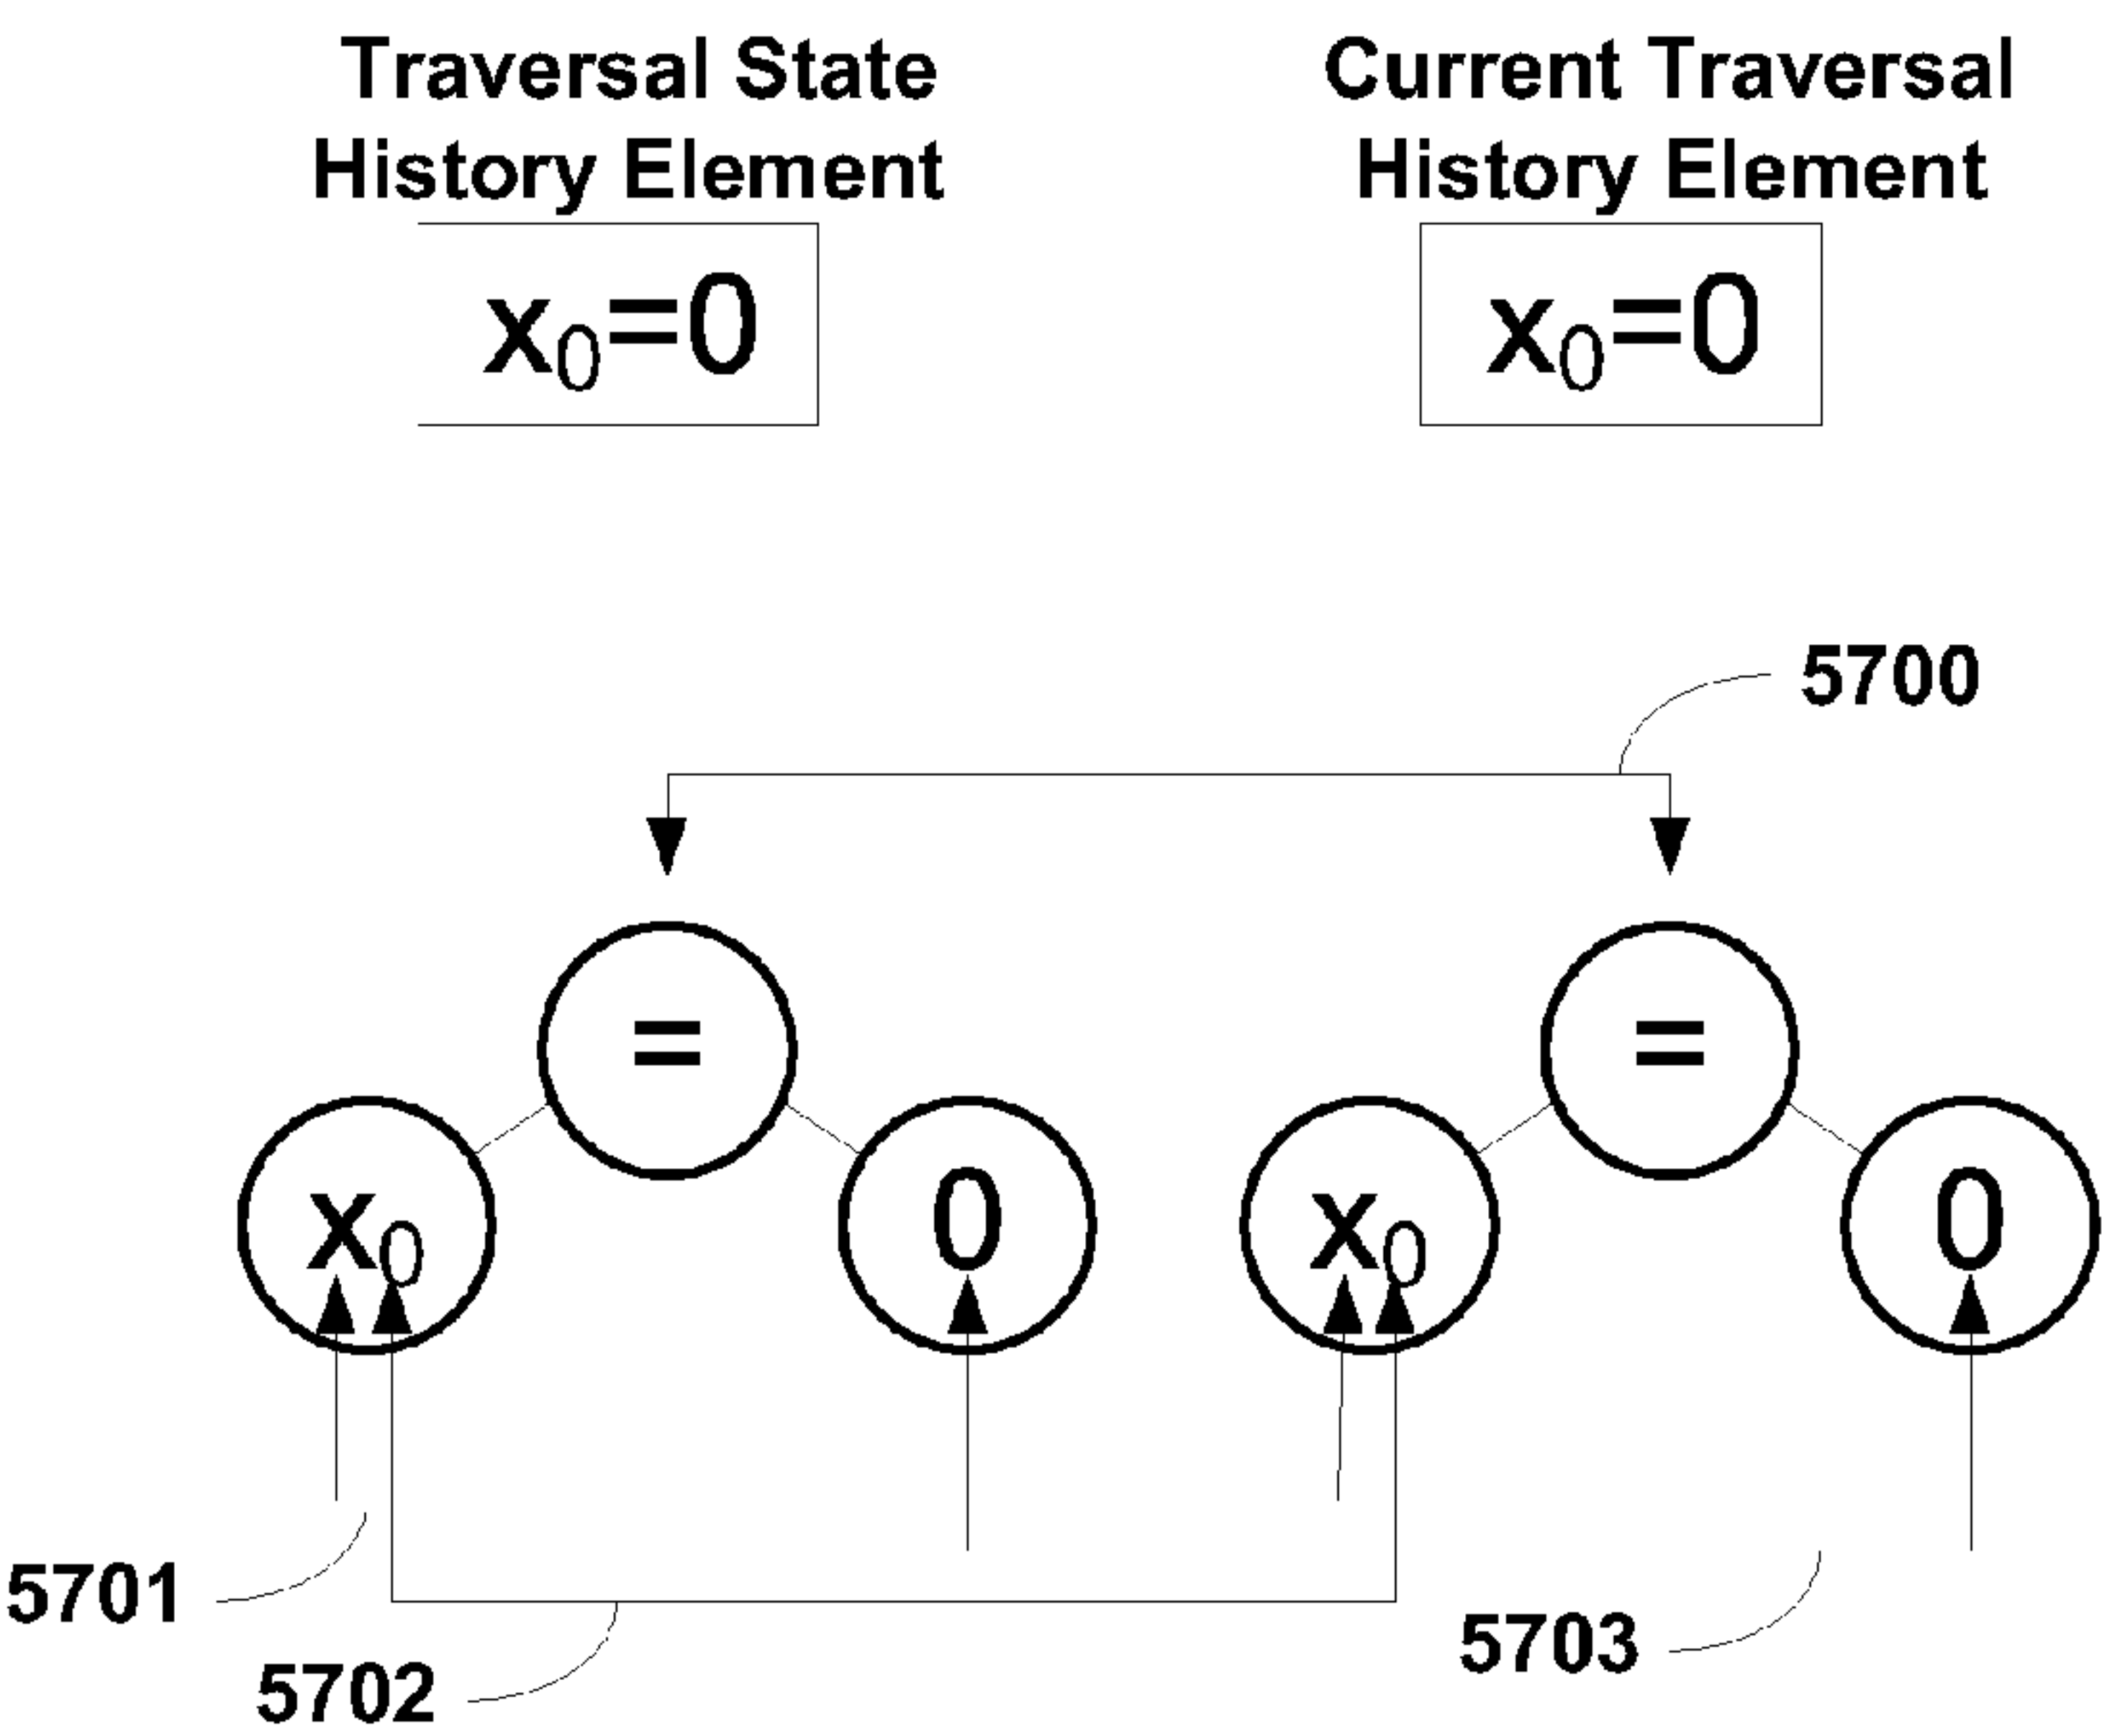 Traversal State
History Element
Current Traversal
History Element
x₀=0
x₀=0
5700
=
=
x₀
0
x₀
0
5701
5702
5703